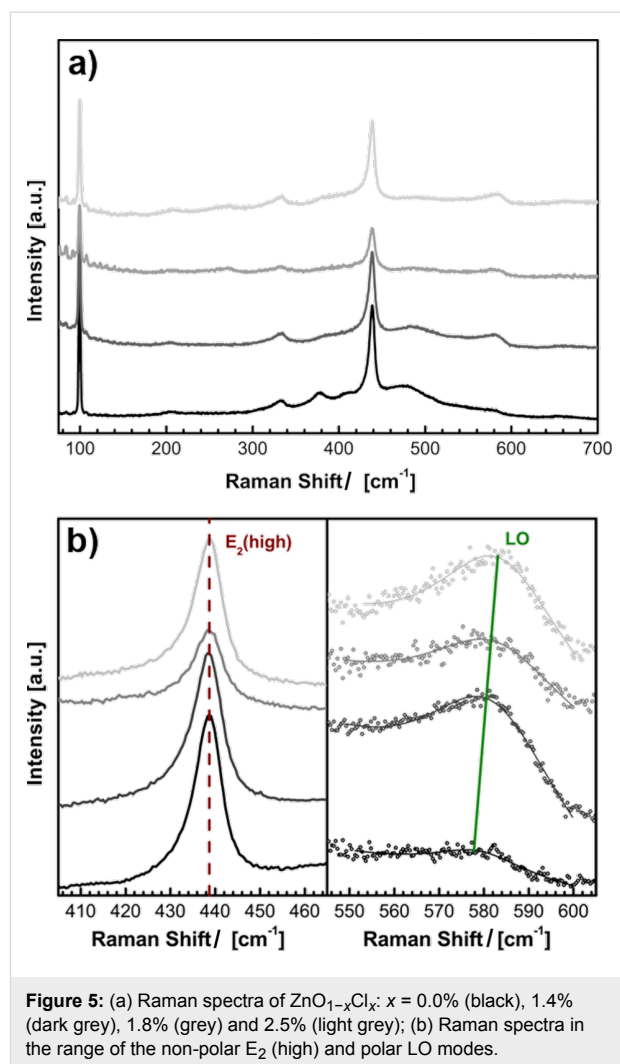 a)
Intensity [a.u.]
100 200 300 400 500 600 700
Raman Shift/ [cm⁻¹]
b)
E₂(high)
LO
Intensity [a.u.]
410 420 430 440 450 460
550 560 570 580 590 600
Raman Shift/ [cm⁻¹]
Raman Shift/ [cm⁻¹]
Figure 5: (a) Raman spectra of ZnO₁₋ₓClₓ: x = 0.0% (black), 1.4%
(dark grey), 1.8% (grey) and 2.5% (light grey); (b) Raman spectra in
the range of the non-polar E₂ (high) and polar LO modes.